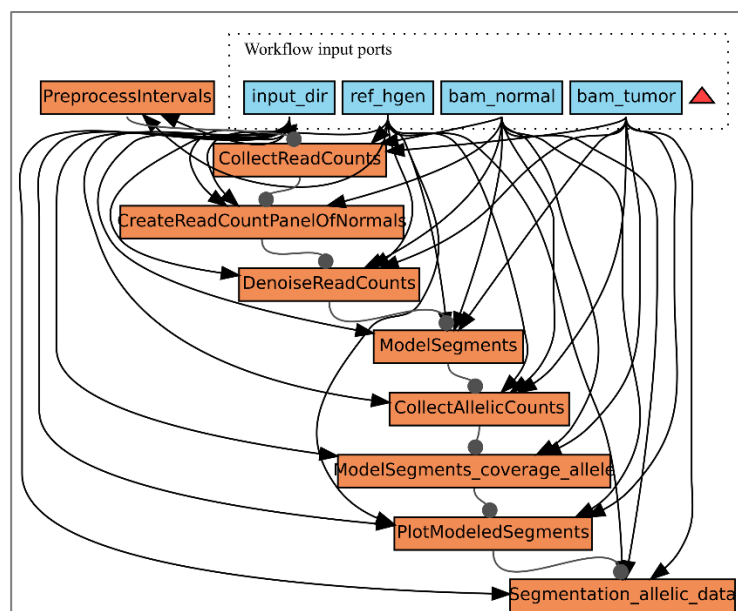 Workflow input ports
PreprocessIntervals
input_dir
ref_hgen
bam_normal
bam_tumor
CollectReadCounts
CreateReadCountPanelOfNormals
DenoiseReadCounts
ModelSegments
CollectAllelicCounts
ModelSegments_coverage_allele
PlotModeledSegments
Segmentation_allelic_data